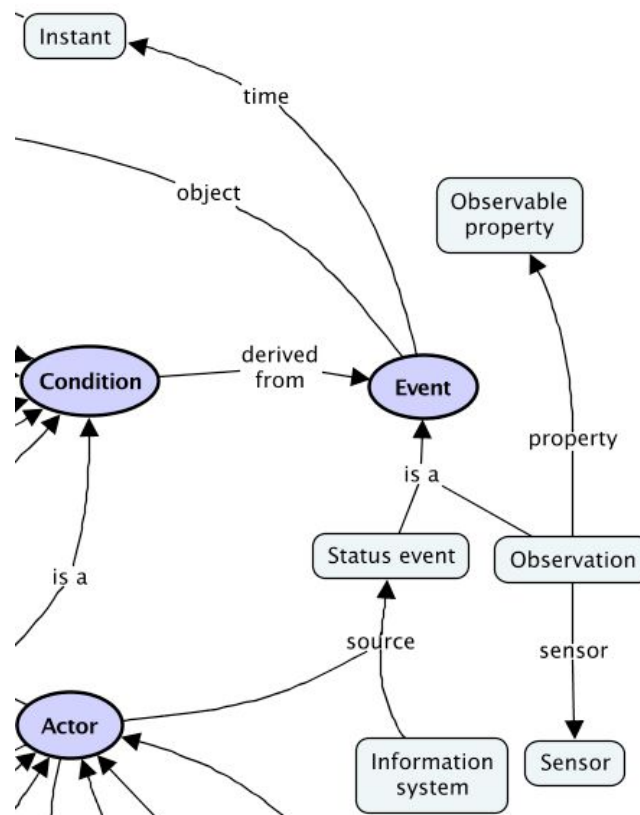 Instant
time
object
Observable
property
derived
from
Condition
Event
property
is a
Status event
Observation
is a
source
sensor
Actor
Information
system
Sensor